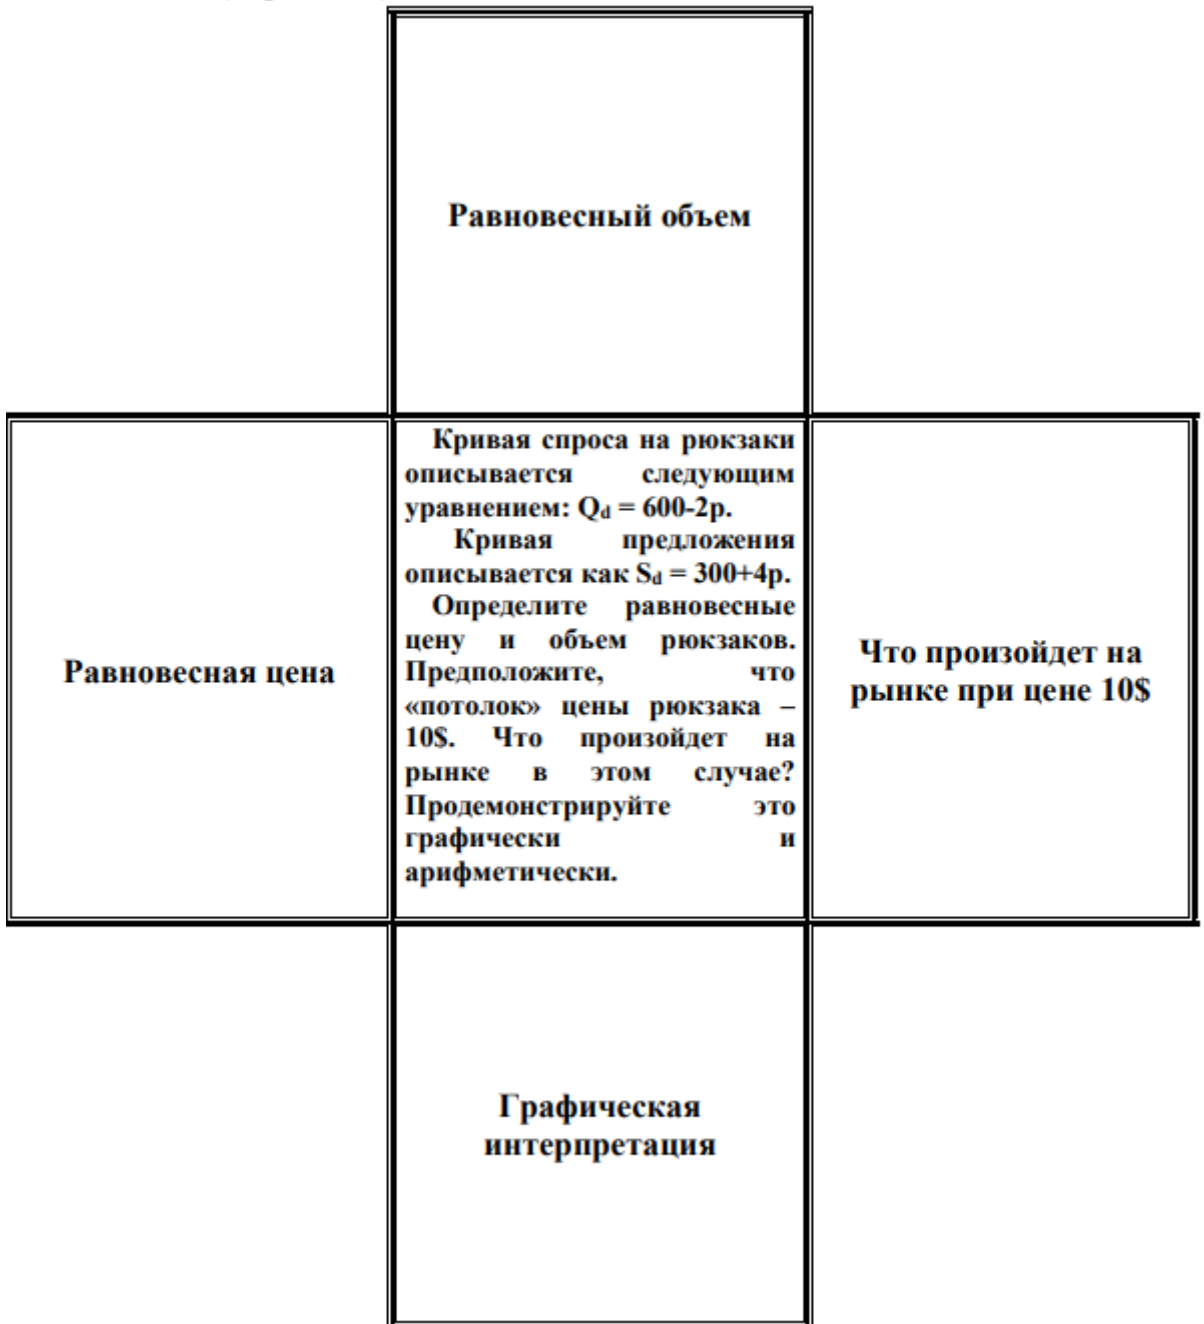 Равновесный объем
Кривая спроса на рюкзаки
описывается следующим
уравнением: Qd = 600-2p.
Кривая предложения
описывается как Sd = 300+4p.
Определите равновесные
цену и объем рюкзаков.
Предположите, что
«потолок» цены рюкзака –
10$. Что произойдет на
рынке в этом случае?
Продемонстрируйте это
графически и
арифметически.
Равновесная цена
Что произойдет на
рынке при цене 10$
Графическая
интерпретация